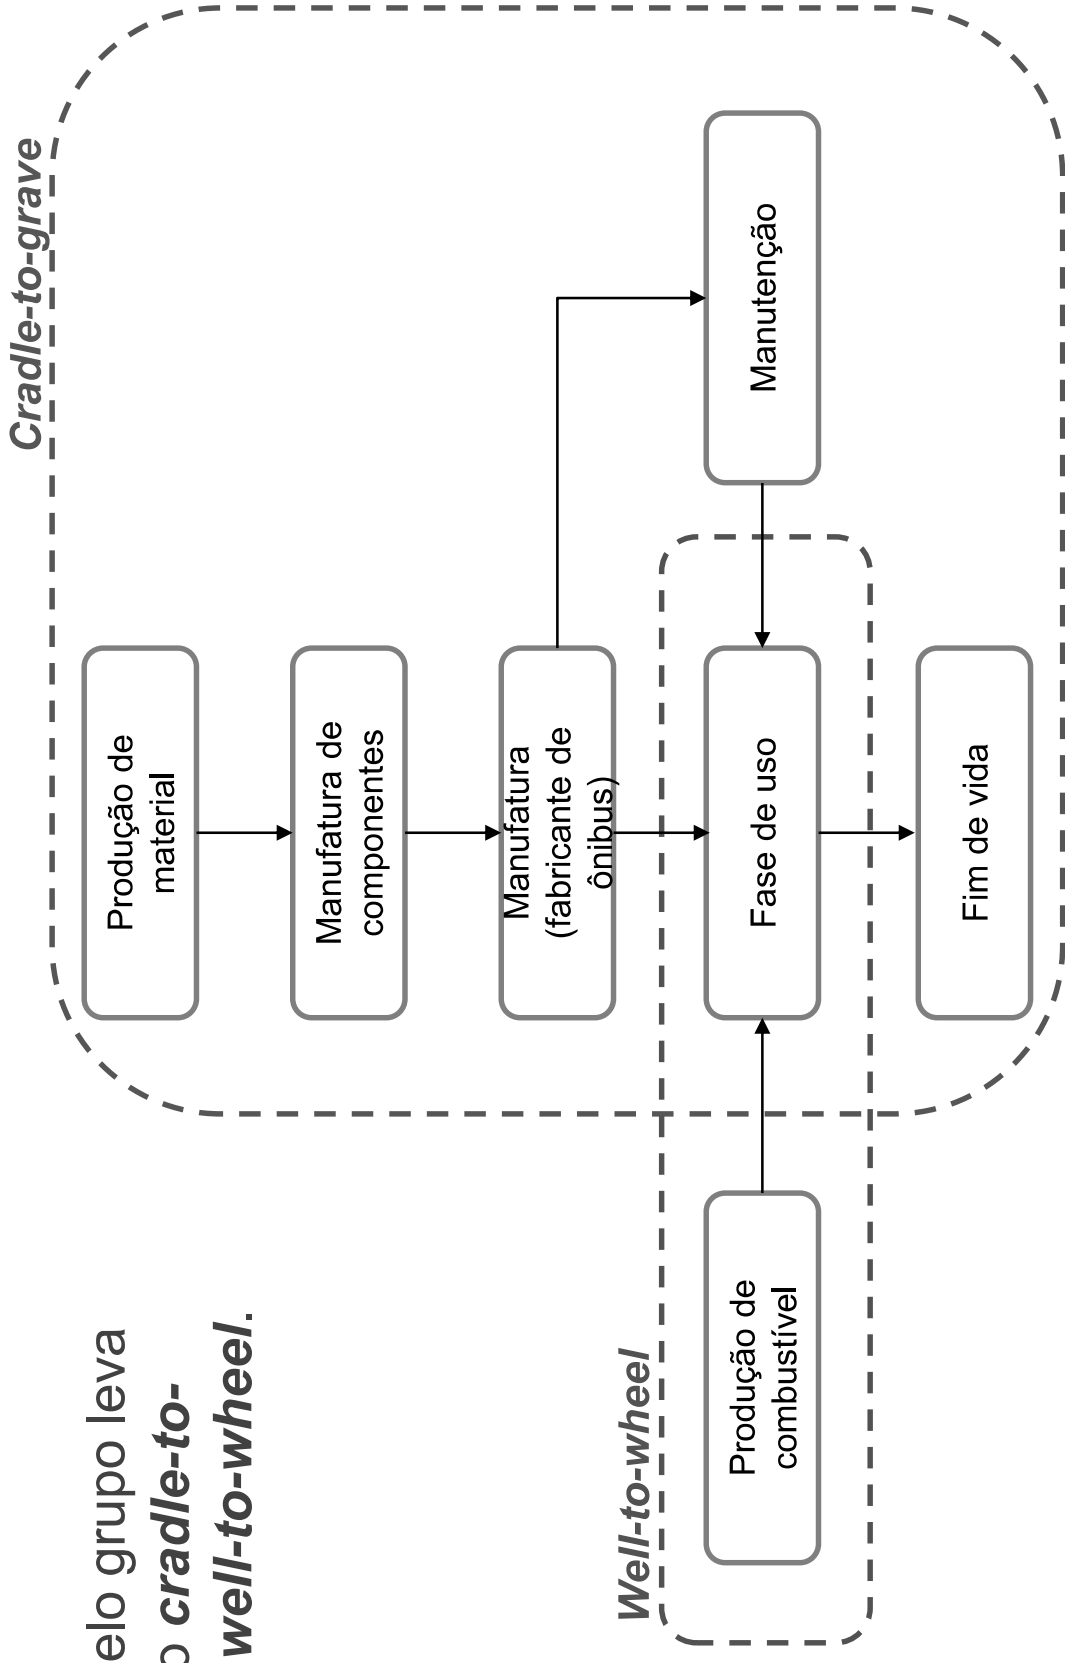 elo grupo leva
o cradle-to-
well-to-wheel.
Cradle-to-grave
Produção de
material
Manufatura de
componentes
Manufatura
(fabricante de
ônibus)
Manutenção
Well-to-wheel
Produção de
combustível
Fase de uso
Fim de vida